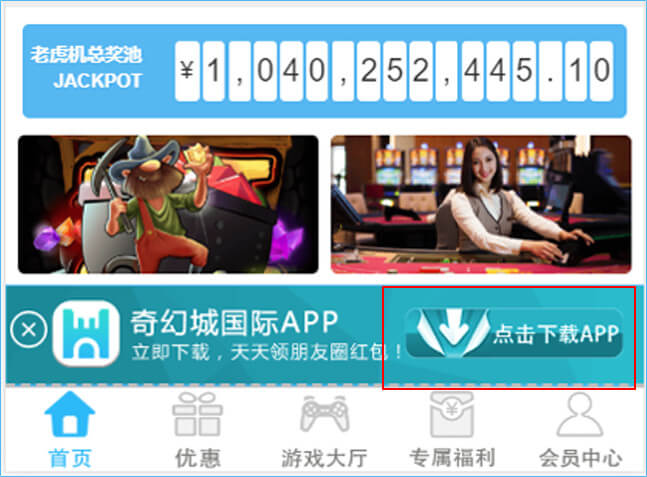 老虎机总奖池
JACKPOT
¥1,040,252,445.10
奇幻城国际APP
立即下载，天天领朋友圈红包！
点击下载APP
首页
优惠
游戏大厅
专属福利
会员中心